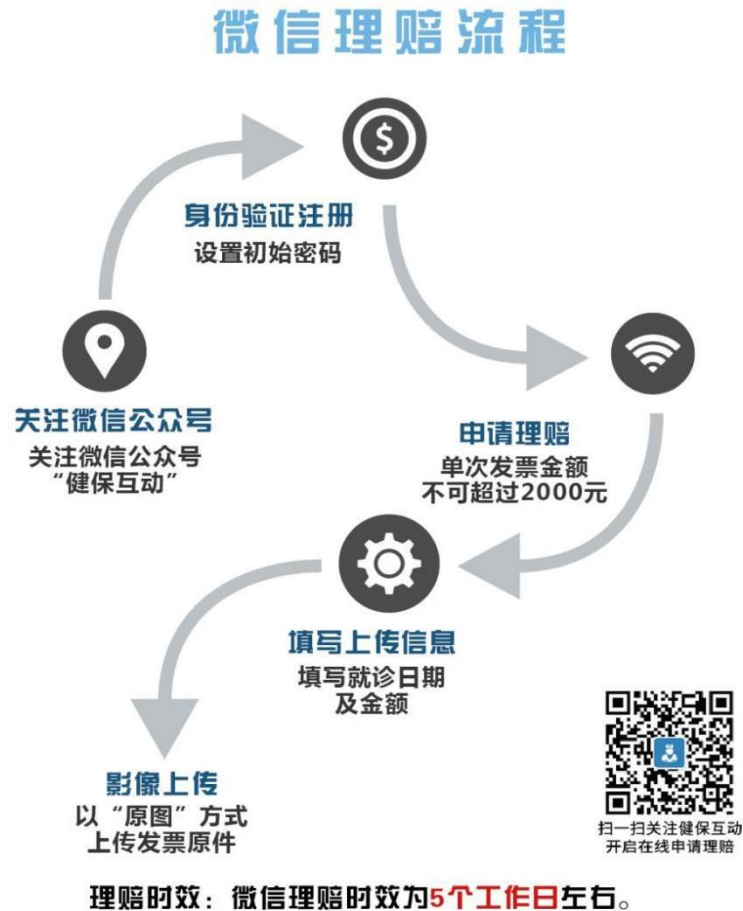 微信理赔流程
$
身份验证注册
设置初始密码
关注微信公众号
关注微信公众号
“健保互动”
申请理赔
单次发票金额
不可超过2000元
填写上传信息
填写就诊日期
及金额
影像上传
以“原图”方式
上传发票原件
扫一扫关注健保互动
开启在线申请理赔
理赔时效：微信理赔时效为5个工作日左右。